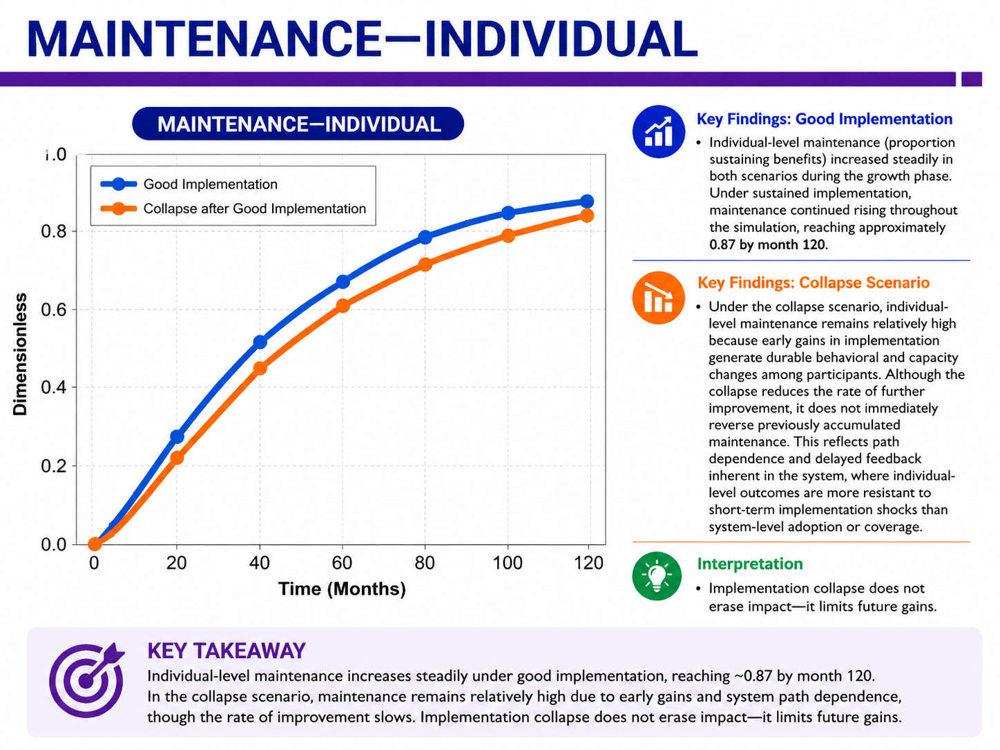 MAINTENANCE—INDIVIDUAL
MAINTENANCE—INDIVIDUAL
1.0
0.8
0.6
0.4
0.2
0.0
Dimensionless
Good Implementation
Collapse after Good Implementation
0 20 40 60 80 100 120
Time (Months)
Key Findings: Good Implementation
• Individual-level maintenance (proportion
sustaining benefits) increased steadily in
both scenarios during the growth phase.
Under sustained implementation,
maintenance continued rising throughout
the simulation, reaching approximately
0.87 by month 120.
Key Findings: Collapse Scenario
• Under the collapse scenario, individual-
level maintenance remains relatively high
because early gains in implementation
generate durable behavioral and capacity
changes among participants. Although the
collapse reduces the rate of further
improvement, it does not immediately
reverse previously accumulated
maintenance. This reflects path
dependence and delayed feedback
inherent in the system, where individual-
level outcomes are more resistant to
short-term implementation shocks than
system-level adoption or coverage.
Interpretation
• Implementation collapse does not
erase impact—it limits future gains.
KEY TAKEAWAY
Individual-level maintenance increases steadily under good implementation, reaching ~0.87 by month 120.
In the collapse scenario, maintenance remains relatively high due to early gains and system path dependence,
though the rate of improvement slows. Implementation collapse does not erase impact—it limits future gains.